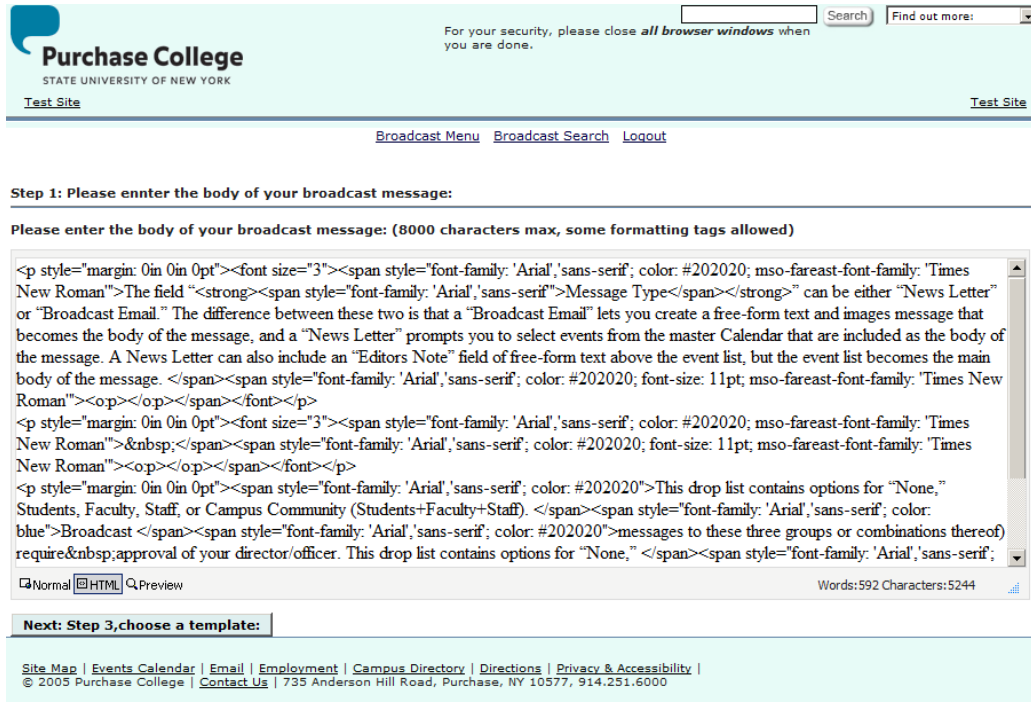 Search
Find out more:
For your security, please close all browser windows when
you are done.
Purchase College
STATE UNIVERSITY OF NEW YORK
Test Site
Test Site
Broadcast Menu Broadcast Search Logout
Step 1: Please ennter the body of your broadcast message:
Please enter the body of your broadcast message: (8000 characters max, some formatting tags allowed)
<p style="margin: 0in 0in 0pt"><font size="3"><span style="font-family: 'Arial','sans-serif'; color: #202020; mso-fareast-font-family: 'Times
New Roman'">The field “<strong><span style="font-family: 'Arial','sans-serif'">Message Type</span></strong>” can be either “News Letter”
or “Broadcast Email.” The difference between these two is that a “Broadcast Email” lets you create a free-form text and images message that
becomes the body of the message, and a “News Letter” prompts you to select events from the master Calendar that are included as the body of
the message. A News Letter can also include an “Editors Note” field of free-form text above the event list, but the event list becomes the main
body of the message. </span><span style="font-family: 'Arial','sans-serif'; color: #202020; font-size: 11pt; mso-fareast-font-family: 'Times New
Roman'"><o:p></o:p></span></font></p>
<p style="margin: 0in 0in 0pt"><font size="3"><span style="font-family: 'Arial','sans-serif'; color: #202020; mso-fareast-font-family: 'Times
New Roman'">&nbsp;</span><span style="font-family: 'Arial','sans-serif'; color: #202020; font-size: 11pt; mso-fareast-font-family: 'Times
New Roman'"><o:p></o:p></span></font></p>
<p style="margin: 0in 0in 0pt"><span style="font-family: 'Arial','sans-serif'; color: #202020">This drop list contains options for “None,”
Students, Faculty, Staff, or Campus Community (Students+Faculty+Staff). </span><span style="font-family: 'Arial','sans-serif'; color:
blue">Broadcast </span><span style="font-family: 'Arial','sans-serif'; color: #202020">messages to these three groups or combinations thereof)
require&nbsp;approval of your director/officer. This drop list contains options for “None,” </span><span style="font-family: 'Arial','sans-serif';
Normal HTML Preview
Words:592 Characters:5244
Next: Step 3,choose a template:
Site Map | Events Calendar | Email | Employment | Campus Directory | Directions | Privacy & Accessibility |
© 2005 Purchase College | Contact Us | 735 Anderson Hill Road, Purchase, NY 10577, 914.251.6000